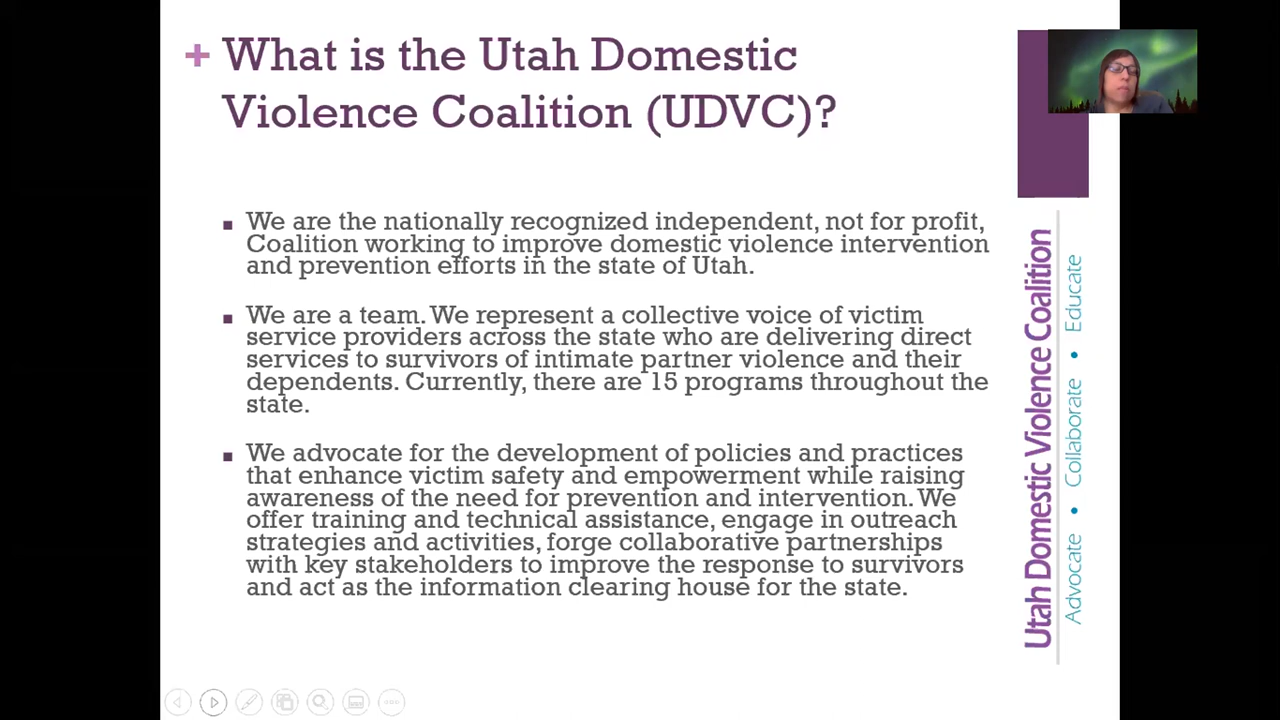 + What is the Utah Domestic
Violence Coalition (UDVC)?
▪ We are the nationally recognized independent, not for profit,
Coalition working to improve domestic violence intervention
and prevention efforts in the state of Utah.
▪ We are a team. We represent a collective voice of victim
service providers across the state who are delivering direct
services to survivors of intimate partner violence and their
dependents. Currently, there are 15 programs throughout the
state.
▪ We advocate for the development of policies and practices
that enhance victim safety and empowerment while raising
awareness of the need for prevention and intervention. We
offer training and technical assistance, engage in outreach
strategies and activities, forge collaborative partnerships
with key stakeholders to improve the response to survivors
and act as the information clearing house for the state.
Utah Domestic Violence Coalition
Advocate • Collaborate • Educate